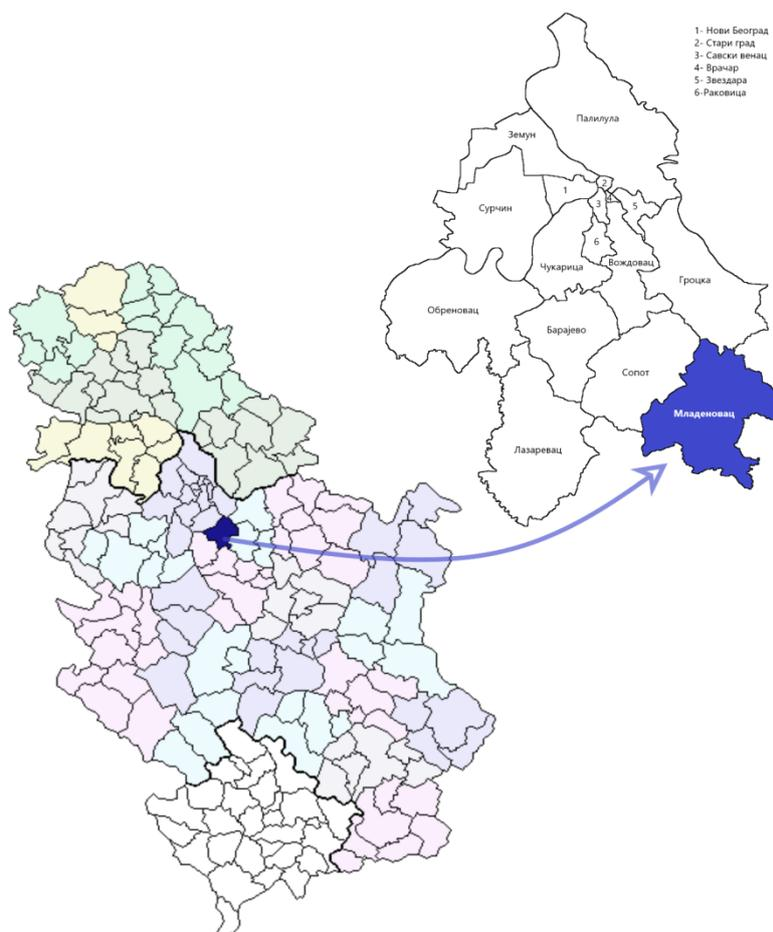 1- Нови Београд
2- Стари град
3- Савски венац
4- Врачар
5- Звездара
6-Раковица
Палилула
Земун
2
1
4
3
5
Сурчин
6
Вождовац
Чукарица
Гроцка
Обреновац
Барајево
Сопот
Младеновац
Лазаревац